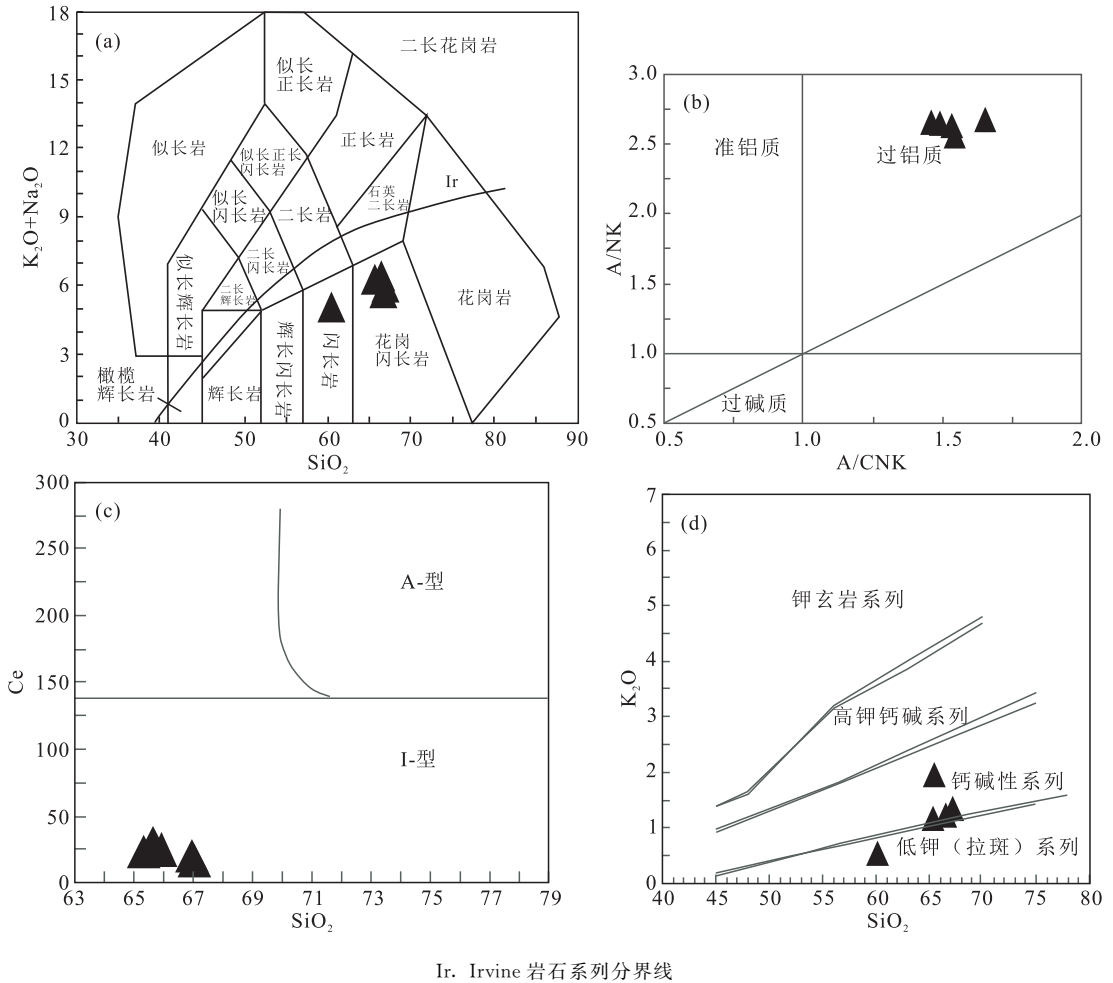 (a)
18
15
12
9
6
3
0
K₂O+Na₂O
二长花岗岩
似长
正长岩
似长岩
正长岩
似长正长
闪长岩
Ir
石英
二长岩
似长
闪长岩
二长岩
二长
闪长岩
似长辉长岩
二长
辉长岩
花岗岩
橄榄
辉长岩
辉长岩
辉长闪长岩
闪长岩
花岗
闪长岩
30 40 50 60 70 80 90
SiO₂
(b)
3.0
2.5
2.0
1.5
1.0
0.5
A/NK
准铝质
过铝质
过碱质
0.5 1.0 1.5 2.0
A/CNK
(c)
300
250
200
150
100
50
0
Ce
A-型
I-型
63 65 67 69 71 73 75 77 79
SiO₂
(d)
7
6
5
4
3
2
1
0
K₂O
钾玄岩系列
高钾钙碱系列
钙碱性系列
低钾（拉斑）系列
40 45 50 55 60 65 70 75 80
SiO₂
Ir. Irvine 岩石系列分界线